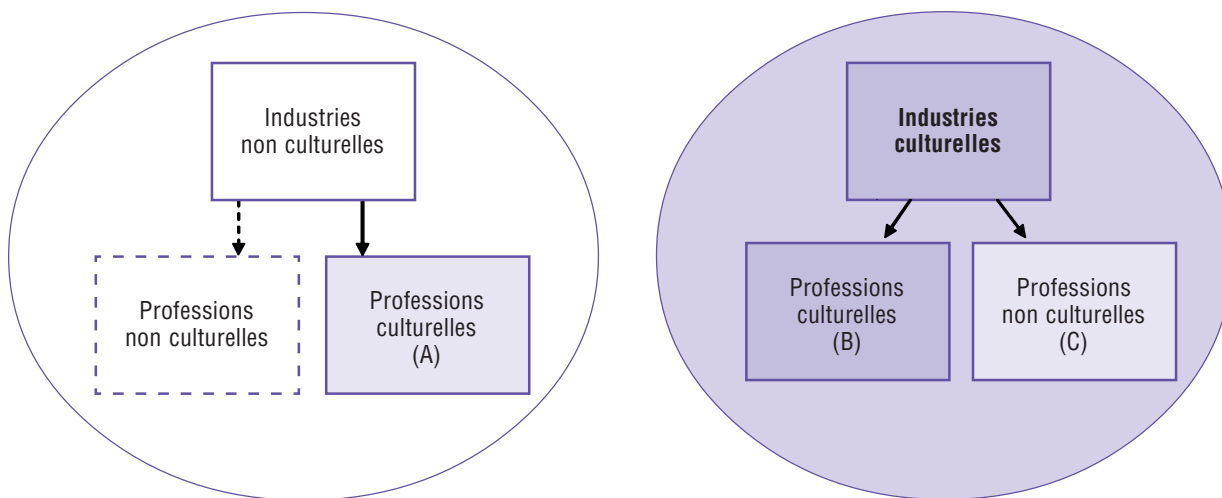 Industries
non culturelles
Professions
non culturelles
Professions
culturelles
(A)
Industries
culturelles
Professions
culturelles
(B)
Professions
non culturelles
(C)